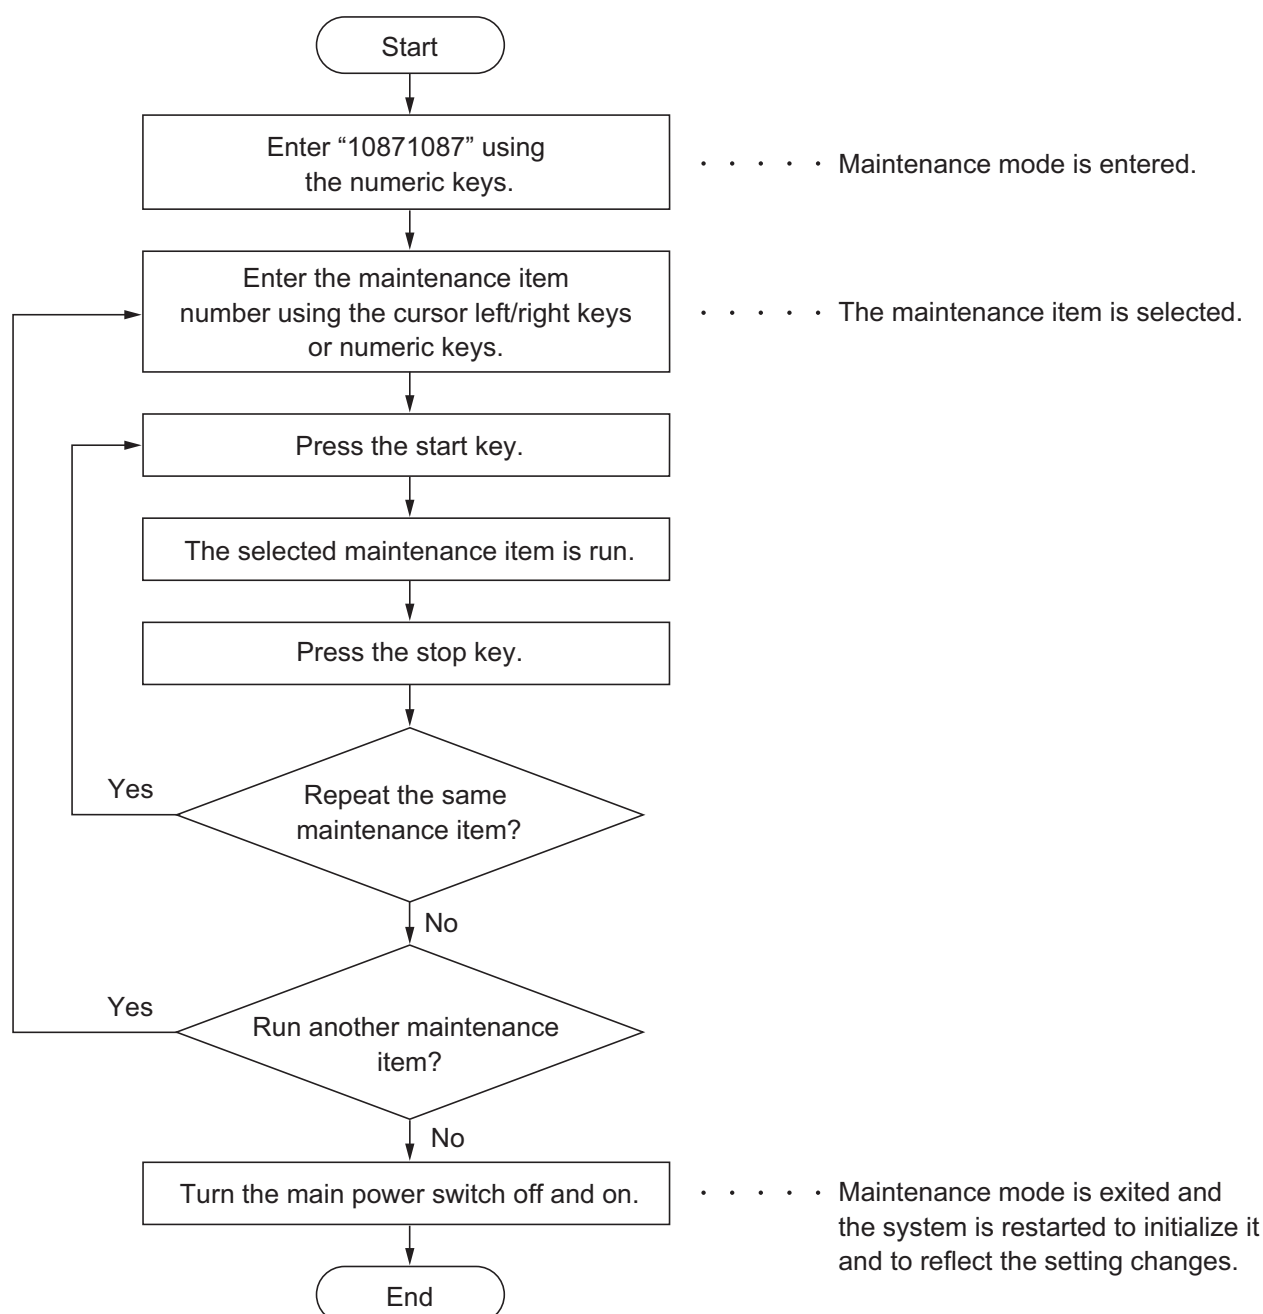 Start
Enter “10871087” using
the numeric keys.
· · · · · Maintenance mode is entered.
Enter the maintenance item
number using the cursor left/right keys
or numeric keys.
· · · · · The maintenance item is selected.
Press the start key.
The selected maintenance item is run.
Press the stop key.
Yes
Repeat the same
maintenance item?
No
Yes
Run another maintenance
item?
No
Turn the main power switch off and on.
· · · · · Maintenance mode is exited and
the system is restarted to initialize it
and to reflect the setting changes.
End